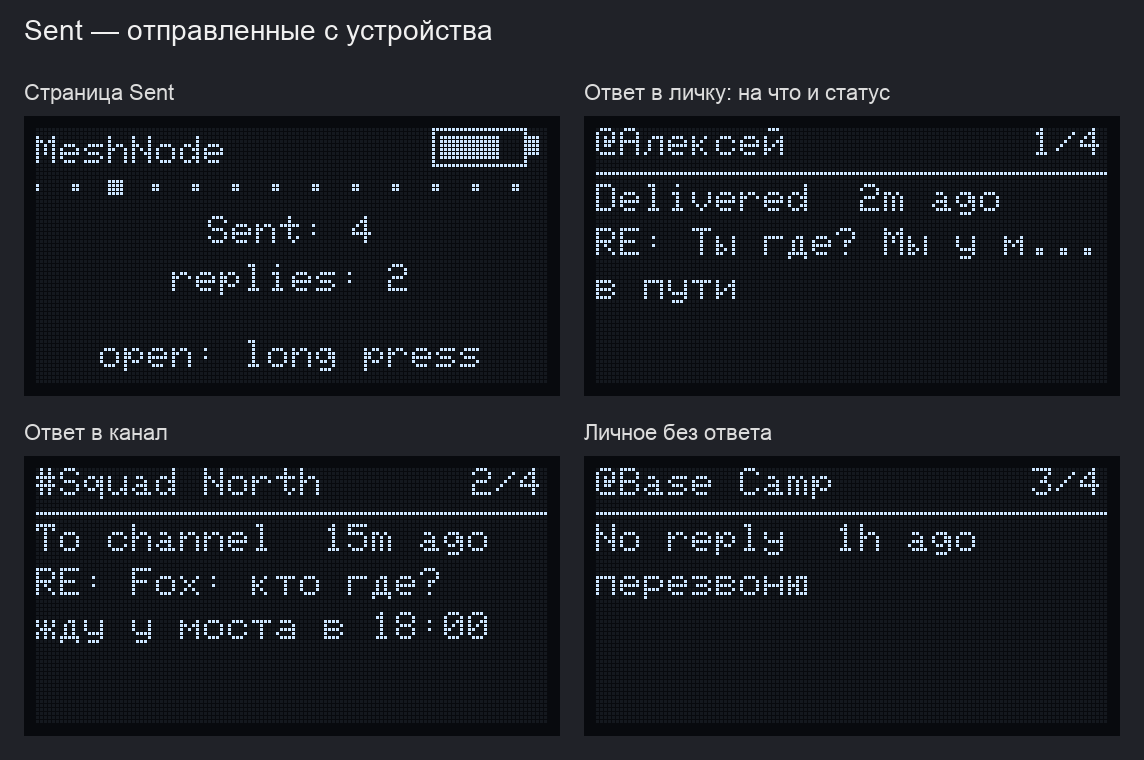 Sent — отправленные с устройства
Страница Sent
MeshNode
Sent: 4
replies: 2
open: long press
Ответ в личку: на что и статус
@Алексей 1/4
Delivered 2m ago
RE: Ты где? Мы у м...
в пути
Ответ в канал
#Squad North 2/4
To channel 15m ago
RE: Fox: кто где?
жду у моста в 18:00
Личное без ответа
@Base Camp 3/4
No reply 1h ago
перезвоню